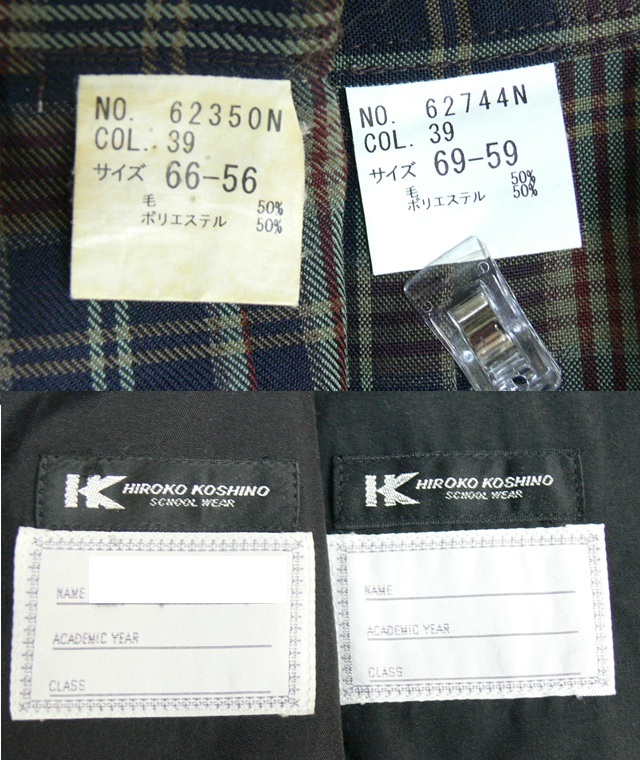 NO. 62350N
COL. 39
サイズ 66-56
毛 50%
ポリエステル 50%
NO. 62744N
COL. 39
サイズ 69-59
毛 50%
ポリエステル 50%
HK HIROKO KOSHINO
SCHOOL WEAR
NAME
ACADEMIC YEAR
CLASS
HK HIROKO KOSHINO
SCHOOL WEAR
NAME
ACADEMIC YEAR
CLASS